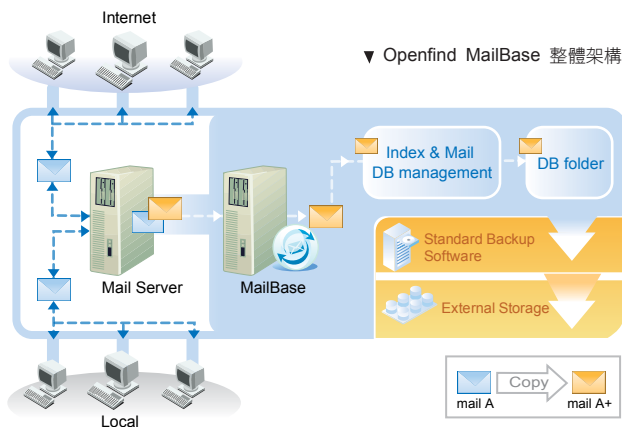 Internet
▼ Openfind MailBase 整體架構
Index & Mail
DB management
DB folder
Mail Server
MailBase
Standard Backup
Software
External Storage
Copy
mail A
mail A+
Local